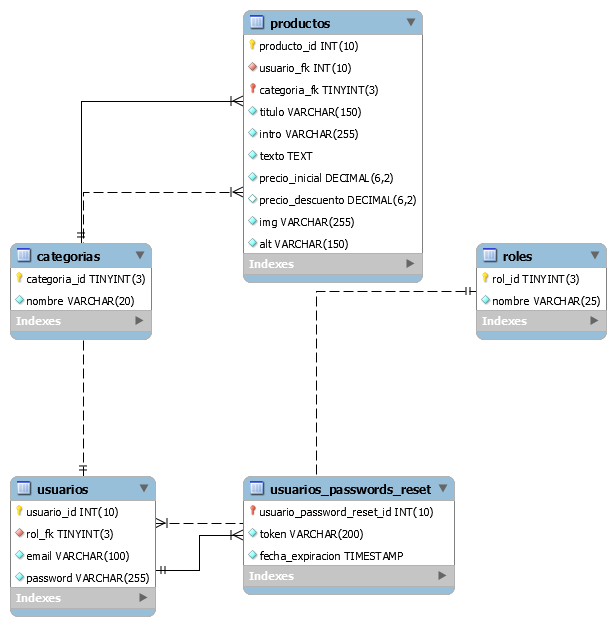 productos
producto_id INT(10)
usuario_fk INT(10)
categoria_fk TINYINT(3)
titulo VARCHAR(150)
intro VARCHAR(255)
texto TEXT
precio_inicial DECIMAL(6,2)
precio_descuento DECIMAL(6,2)
img VARCHAR(255)
alt VARCHAR(150)
Indexes
categorias
categoria_id TINYINT(3)
nombre VARCHAR(20)
Indexes
roles
rol_id TINYINT(3)
nombre VARCHAR(25)
Indexes
usuarios
usuario_id INT(10)
rol_fk TINYINT(3)
email VARCHAR(100)
password VARCHAR(255)
Indexes
usuarios_passwords_reset
usuario_password_reset_id INT(10)
token VARCHAR(200)
fecha_expiracion TIMESTAMP
Indexes